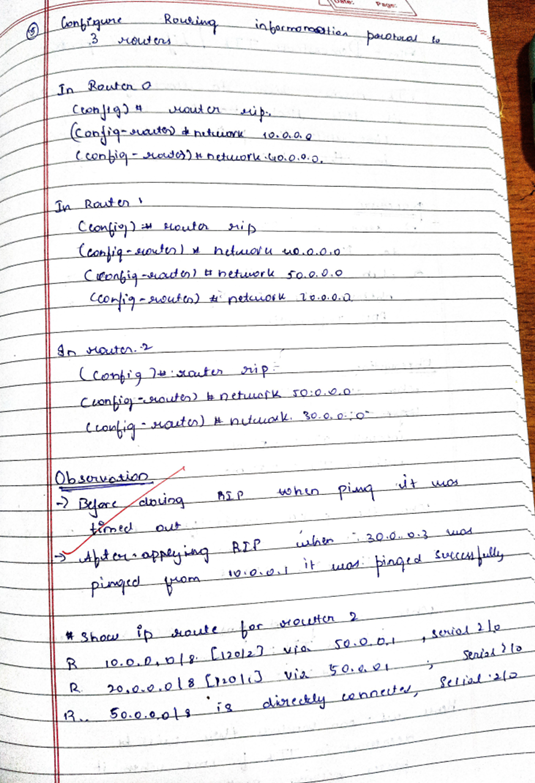 Date: Page:
⑤ Configure Routing informomation protocol to
3 routers
In Router 0
(config) # router rip.
(config-router) # network 10.0.0.0
(config-router) # network 40.0.0.0.
In Router 1
(config) # router rip
(config-router) # network 40.0.0.0
(config-router) # network 50.0.0.0
(config-router) # network 20.0.0.0
In router 2
(config) # router rip
(config-router) # network 50.0.0.0
(config-router) # network 30.0.0.0
Observation
→ Before doing RIP when ping it was
timed out
→ After applying RIP when 30.0.0.3 was
pinged from 10.0.0.1 it was pinged successfully
# Show ip route for router 2
R 10.0.0.0/8 [120/2] via 50.0.0.1, serial 2/0
R 20.0.0.0/8 [120/1] via 50.0.0.1, serial 2/0
R.. 50.0.0.0/8 is directly connected, serial 2/0